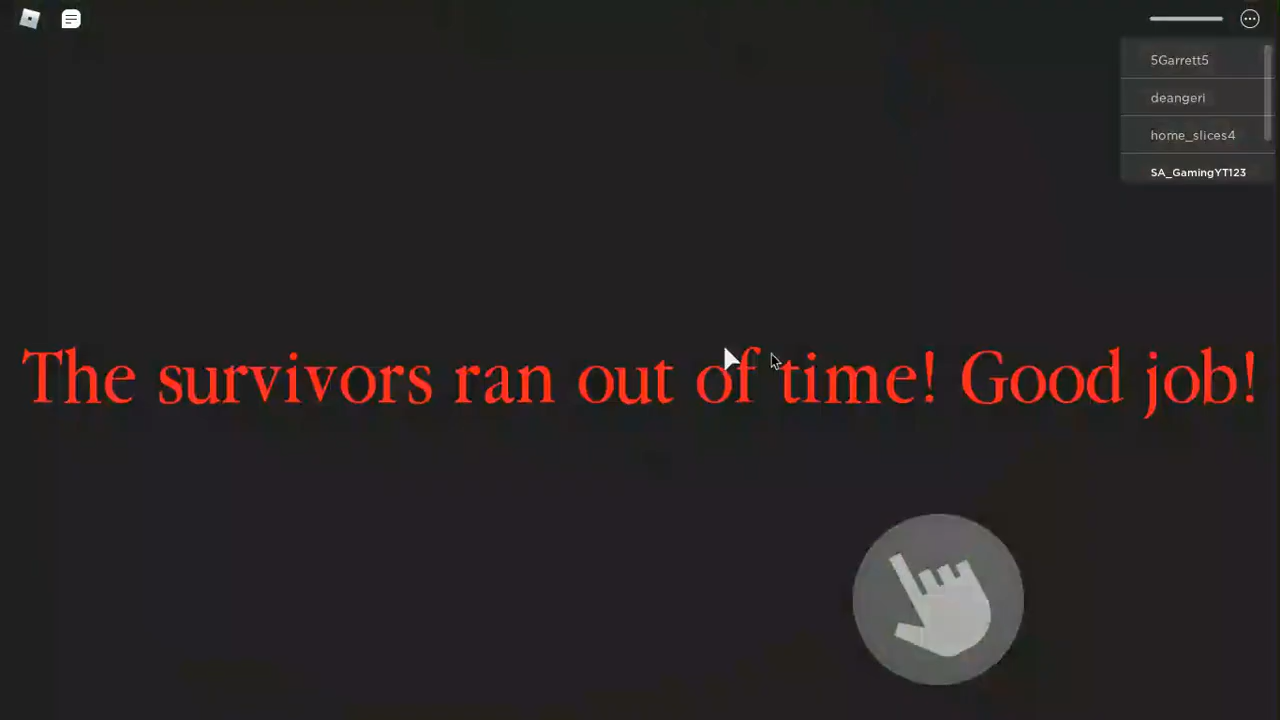 5Garrett5
deangeri
home_slices4
SA_GamingYT123
The survivors ran out of time! Good job!